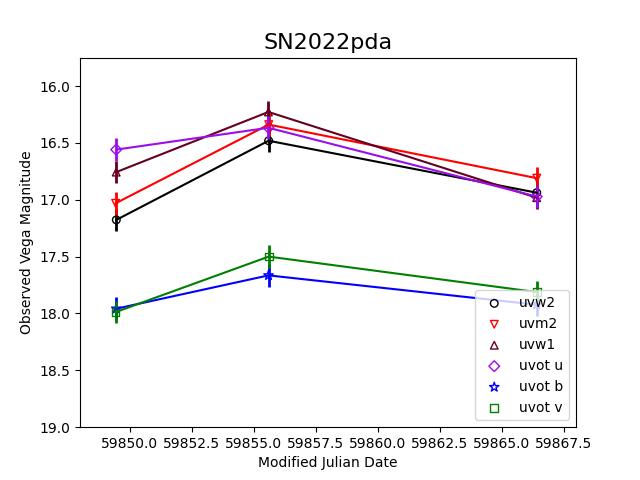 SN2022pda
Observed Vega Magnitude
16.0
16.5
17.0
17.5
18.0
18.5
19.0
uvw2
uvm2
uvw1
uvot u
uvot b
uvot v
59850.0 59852.5 59855.0 59857.5 59860.0 59862.5 59865.0 59867.5
Modified Julian Date